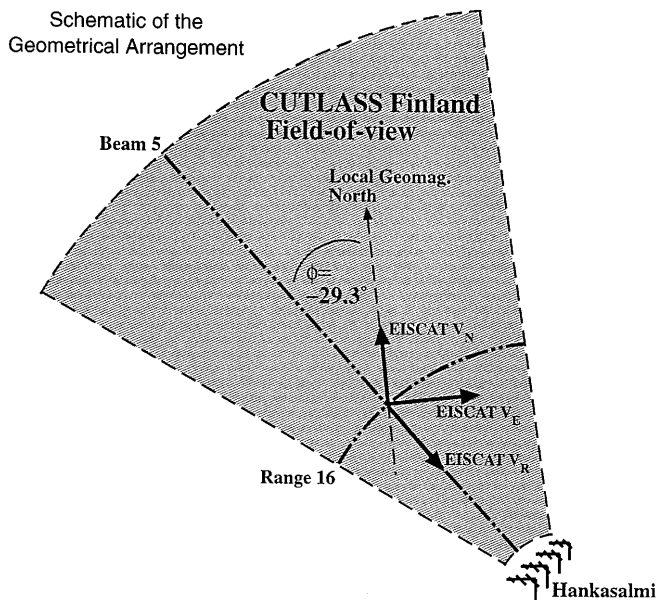 Schematic of the
Geometrical Arrangement
CUTLASS Finland
Field-of-view
Beam 5
Local Geomag.
North
ϕ=
−29.3°
EISCAT V_N
EISCAT V_E
EISCAT V_R
Range 16
Hankasalmi